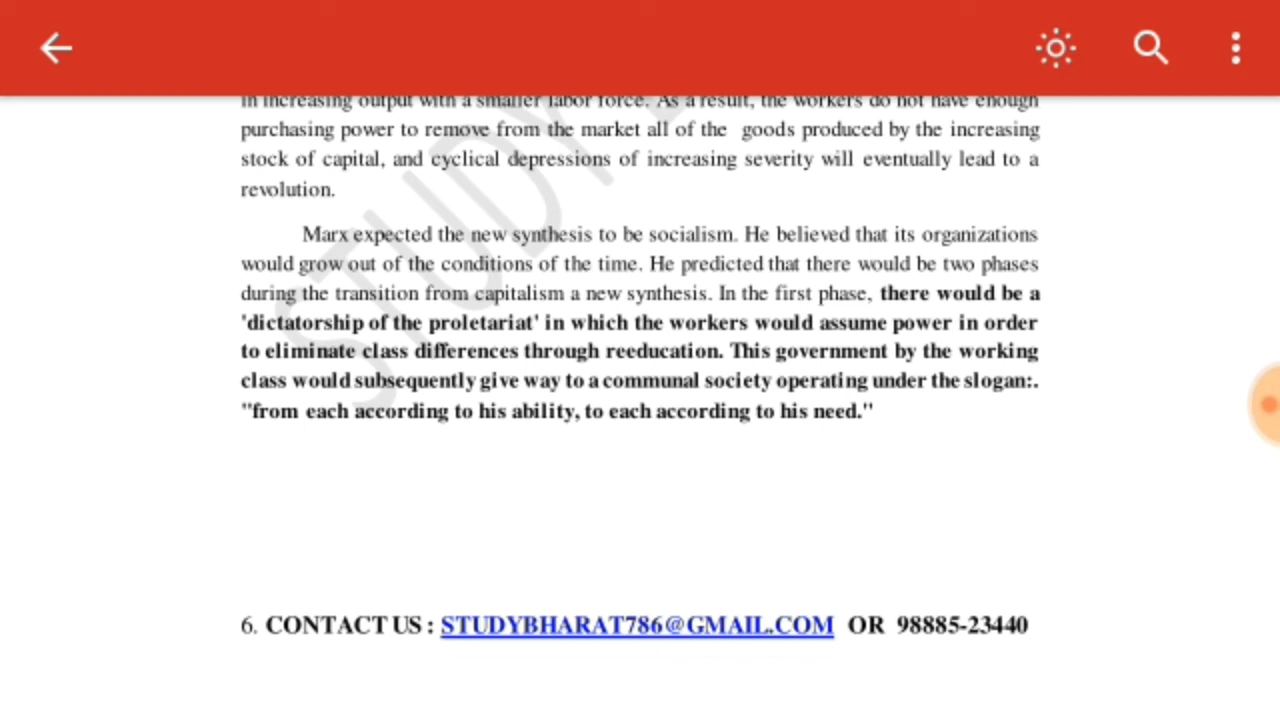 in increasing output with a smaller labor force. As a result, the workers do not have enough
purchasing power to remove from the market all of the goods produced by the increasing
stock of capital, and cyclical depressions of increasing severity will eventually lead to a
revolution.
Marx expected the new synthesis to be socialism. He believed that its organizations
would grow out of the conditions of the time. He predicted that there would be two phases
during the transition from capitalism a new synthesis. In the first phase, there would be a
'dictatorship of the proletariat' in which the workers would assume power in order
to eliminate class differences through reeducation. This government by the working
class would subsequently give way to a communal society operating under the slogan:.
"from each according to his ability, to each according to his need."
STUDY
6. CONTACT US : STUDYBHARAT786@GMAIL.COM OR 98885-23440